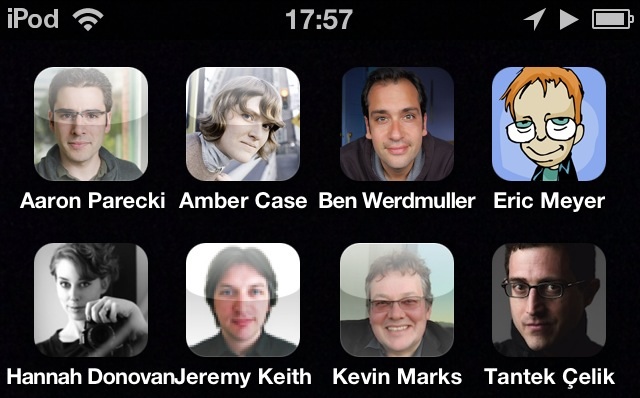 iPod 17:57
Aaron Parecki Amber Case Ben Werdmuller Eric Meyer
Hannah Donovan Jeremy Keith Kevin Marks Tantek Çelik